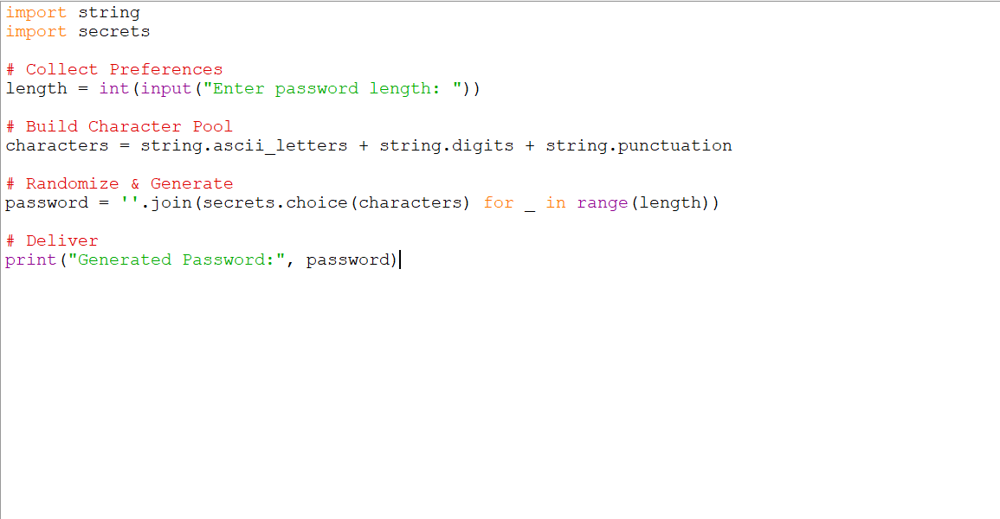 import string
import secrets

# Collect Preferences
length = int(input("Enter password length: "))

# Build Character Pool
characters = string.ascii_letters + string.digits + string.punctuation

# Randomize & Generate
password = ''.join(secrets.choice(characters) for _ in range(length))

# Deliver
print("Generated Password:", password)